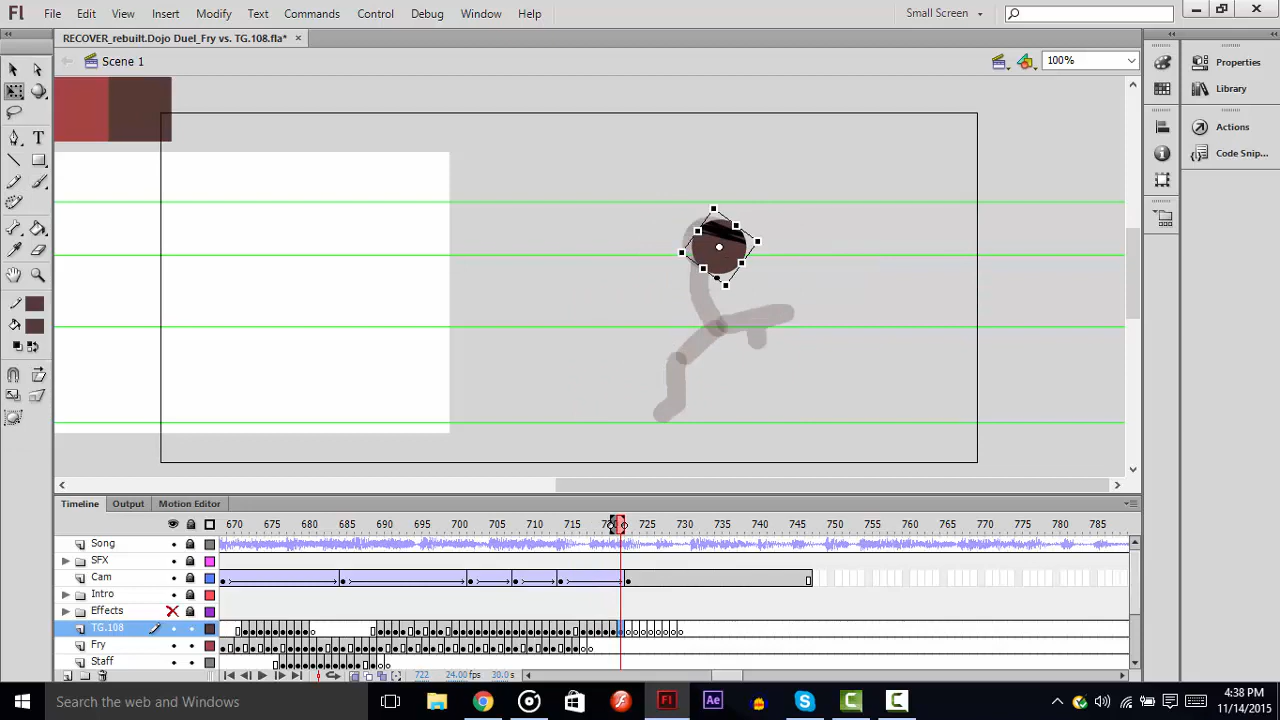 Fl File Edit View Insert Modify Text Commands Control Debug Window Help Small Screen
RECOVER_rebuilt.Dojo Duel_Fry vs. TG.108.fla* ×
Scene 1 100%
Properties
Library
Actions
Code Snip...
T
Timeline Output Motion Editor
670 675 680 685 690 695 700 705 710 715 725 730 735 740 745 750 755 760 765 770 775 780 785
Song
SFX
Cam
Intro
Effects
TG.108
Fry
Staff
24.00 fps 30.0 s
Search the web and Windows
Fl Ae
4:38 PM
11/14/2015